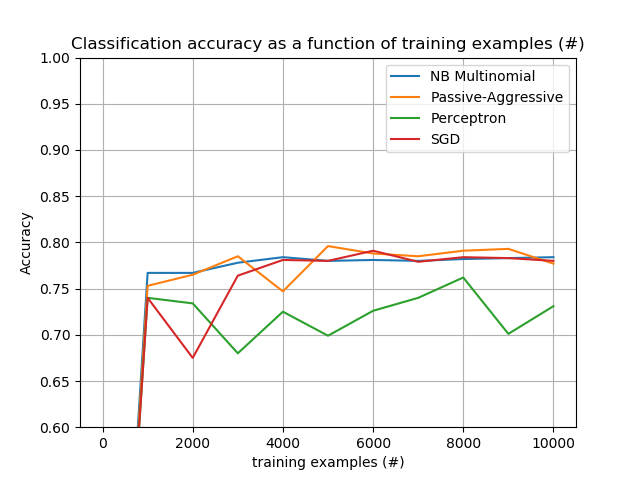 Classification accuracy as a function of training examples (#)
NB Multinomial
Passive-Aggressive
Perceptron
SGD
Accuracy
1.00
0.95
0.90
0.85
0.80
0.75
0.70
0.65
0.60
0 2000 4000 6000 8000 10000
training examples (#)